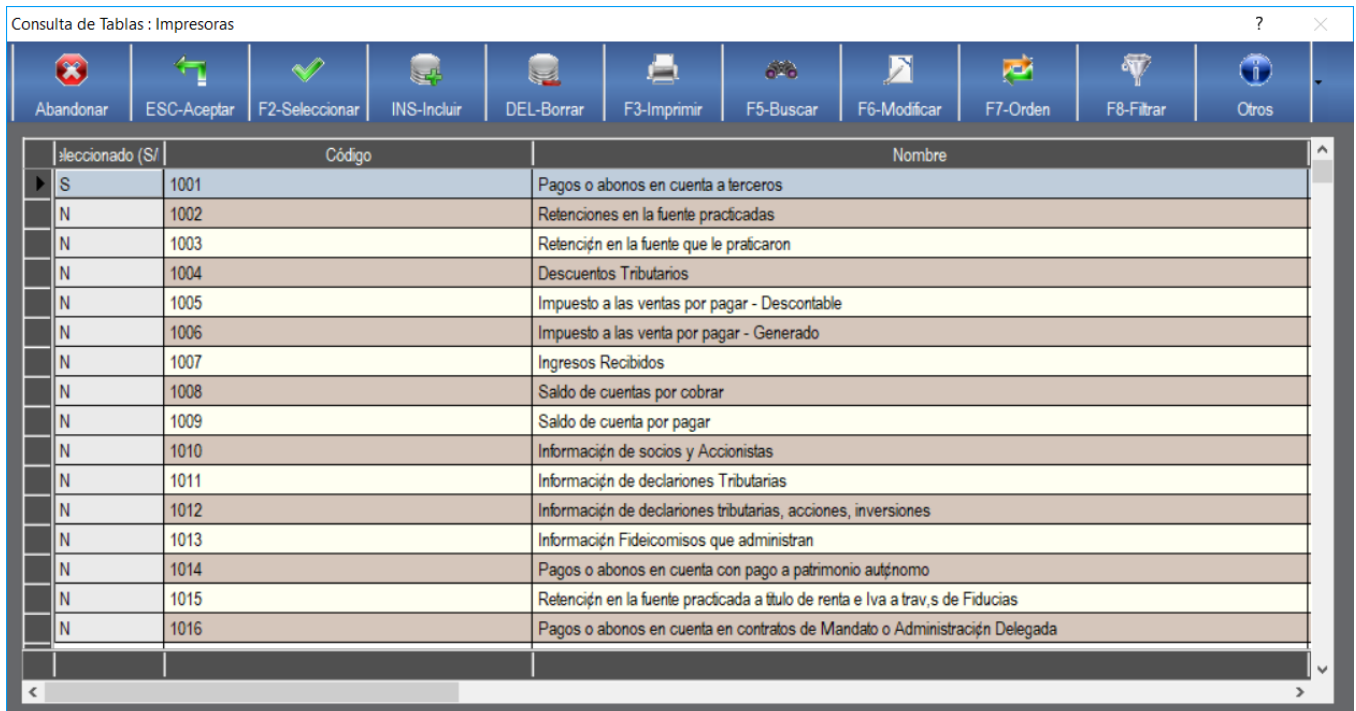 Consulta de Tablas : Impresoras ?
Abandonar ESC-Aceptar F2-Seleccionar INS-Incluir DEL-Borrar F3-Imprimir F5-Buscar F6-Modificar F7-Orden F8-Filtrar Otros
eleccionado (S/ Código Nombre
S 1001 Pagos o abonos en cuenta a terceros
N 1002 Retenciones en la fuente practicadas
N 1003 Retenci¢n en la fuente que le praticaron
N 1004 Descuentos Tributarios
N 1005 Impuesto a las ventas por pagar - Descontable
N 1006 Impuesto a las venta por pagar - Generado
N 1007 Ingresos Recibidos
N 1008 Saldo de cuentas por cobrar
N 1009 Saldo de cuenta por pagar
N 1010 Informaci¢n de socios y Accionistas
N 1011 Informaci¢n de declariones Tributarias
N 1012 Informaci¢n de declariones tributarias, acciones, inversiones
N 1013 Informaci¢n Fideicomisos que administran
N 1014 Pagos o abonos en cuenta con pago a patrimonio aut¢nomo
N 1015 Retenci¢n en la fuente practicada a titulo de renta e Iva a trav,s de Fiducias
N 1016 Pagos o abonos en cuenta en contratos de Mandato o Administraci¢n Delegada